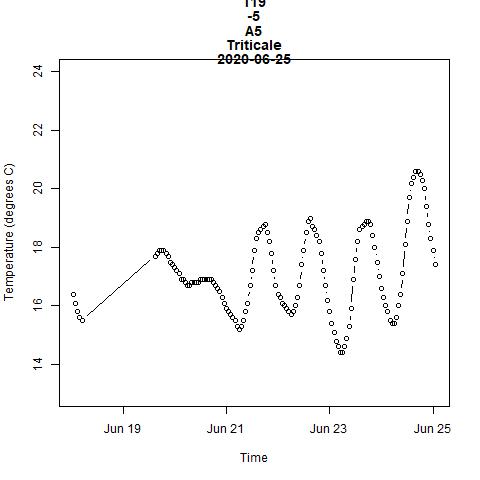 T19
-5
A5
Triticale
2020-06-25
24
22
20
18
16
14
Temperature (degrees C)
Jun 19
Jun 21
Jun 23
Jun 25
Time